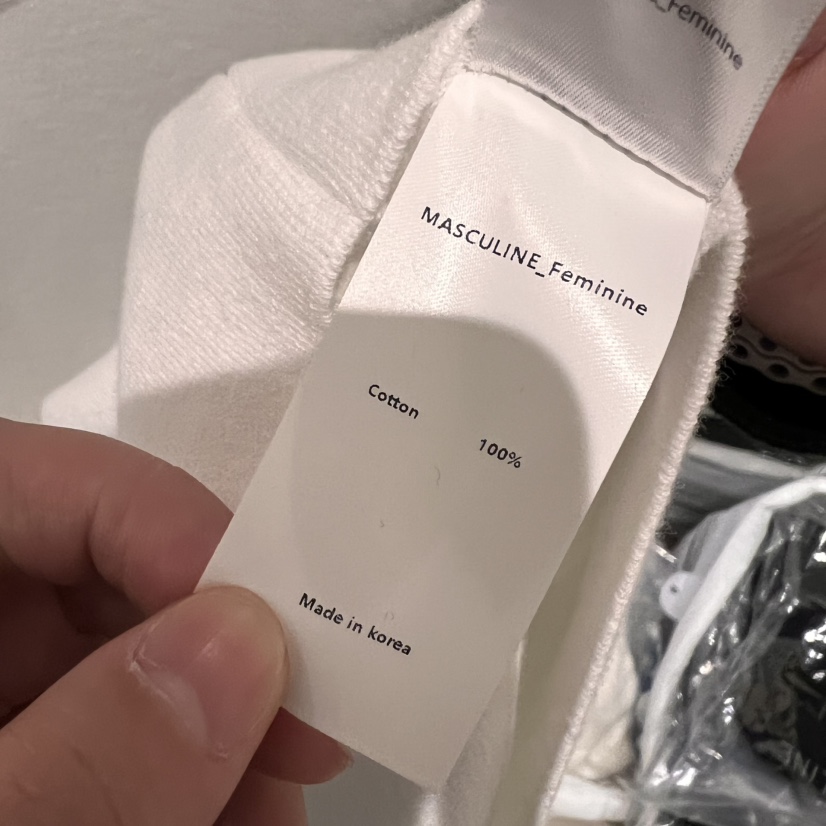 _Feminine
MASCULINE_Feminine
Cotton 100%
Made in korea